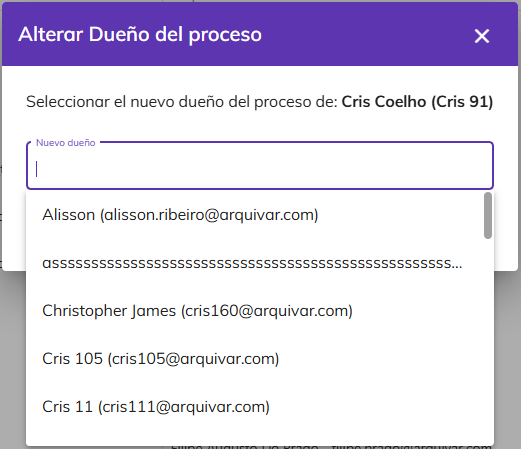 Alterar Dueño del proceso
Seleccionar el nuevo dueño del proceso de: Cris Coelho (Cris 91)
Nuevo dueño
Alisson (alisson.ribeiro@arquivar.com)
asssssssssssssssssssssssssssssssssssssssssssssssssss...
Christopher James (cris160@arquivar.com)
Cris 105 (cris105@arquivar.com)
Cris 11 (cris111@arquivar.com)